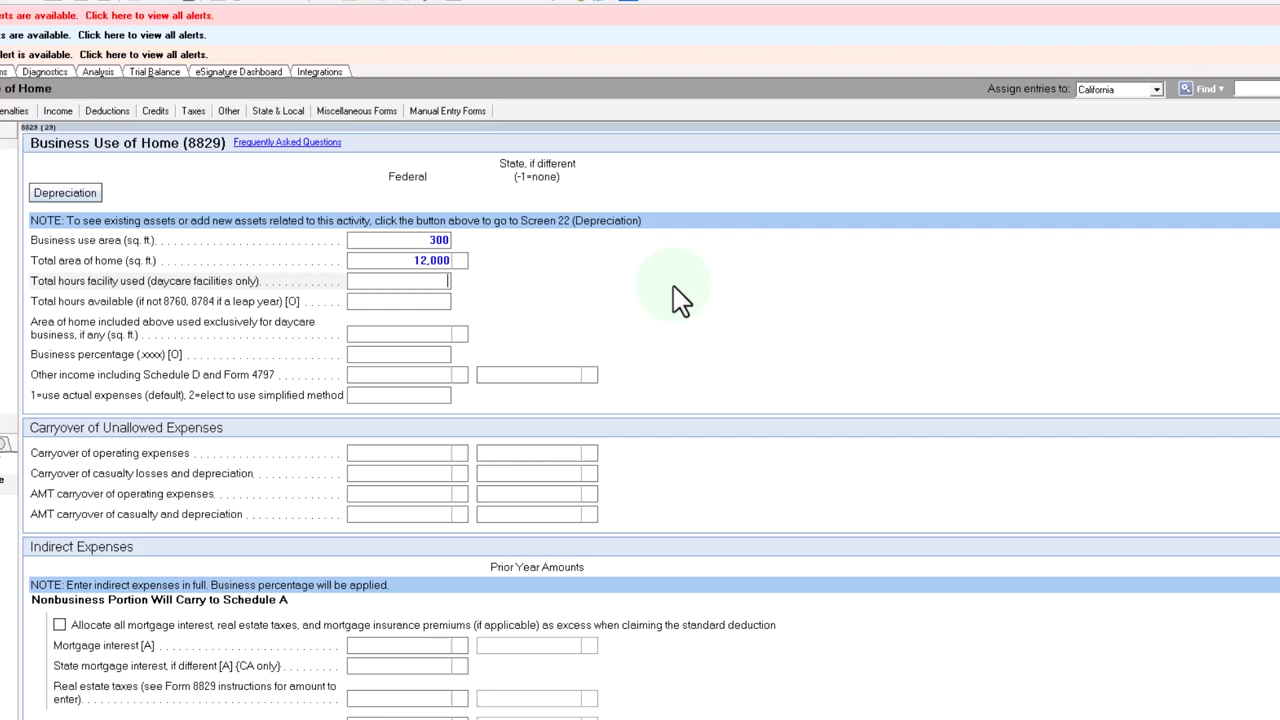 rts are available. Click here to view all alerts.
ts are available. Click here to view all alerts.
lert is available. Click here to view all alerts.
ms Diagnostics Analysis Trial Balance eSignature Dashboard Integrations
e of Home Assign entries to: California Find
enalties Income Deductions Credits Taxes Other State & Local Miscellaneous Forms Manual Entry Forms
8829 (29)
Business Use of Home (8829) Frequently Asked Questions
State, if different
Federal (-1=none)
Depreciation
NOTE: To see existing assets or add new assets related to this activity, click the button above to go to Screen 22 (Depreciation)
Business use area (sq. ft.) 300
Total area of home (sq. ft.) 12,000
Total hours facility used (daycare facilities only)
Total hours available (if not 8760, 8784 if a leap year) [O]
Area of home included above used exclusively for daycare
business, if any (sq. ft.)
Business percentage (.xxxx) [O]
Other income including Schedule D and Form 4797
1=use actual expenses (default), 2=elect to use simplified method
Carryover of Unallowed Expenses
Carryover of operating expenses
Carryover of casualty losses and depreciation
AMT carryover of operating expenses
AMT carryover of casualty and depreciation
Indirect Expenses
Prior Year Amounts
NOTE: Enter indirect expenses in full. Business percentage will be applied.
Nonbusiness Portion Will Carry to Schedule A
Allocate all mortgage interest, real estate taxes, and mortgage insurance premiums (if applicable) as excess when claiming the standard deduction
Mortgage interest [A]
State mortgage interest, if different [A] {CA only}
Real estate taxes (see Form 8829 instructions for amount to
enter)